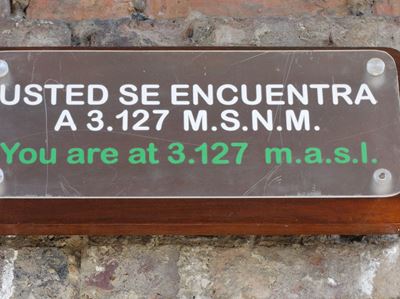 USTED SE ENCUENTRA
A 3.127 M.S.N.M.
You are at 3.127 m.a.s.l.